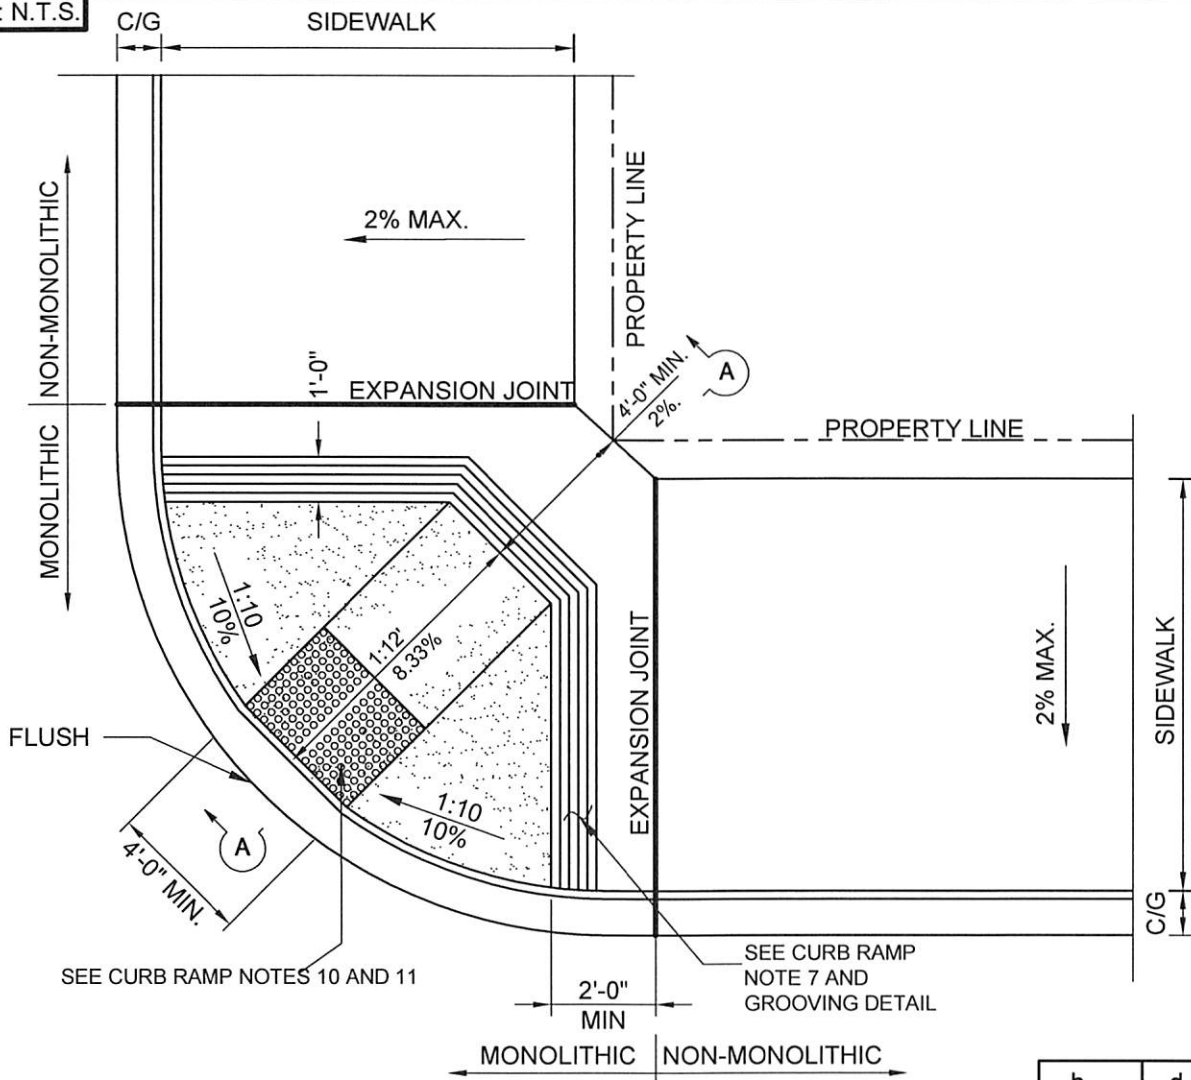 : N.T.S.
C/G
SIDEWALK
2% MAX.
PROPERTY LINE
NON-MONOLITHIC
MONOLITHIC
1'-0"
EXPANSION JOINT
4'-0" MIN.
2%.
A
PROPERTY LINE
1:10
10%
1:12'
8.33%
EXPANSION JOINT
2% MAX.
SIDEWALK
FLUSH
1:10
10%
A
4'-0" MIN.
C/G
SEE CURB RAMP NOTES 10 AND 11
SEE CURB RAMP
NOTE 7 AND
GROOVING DETAIL
2'-0"
MIN
MONOLITHIC
NON-MONOLITHIC